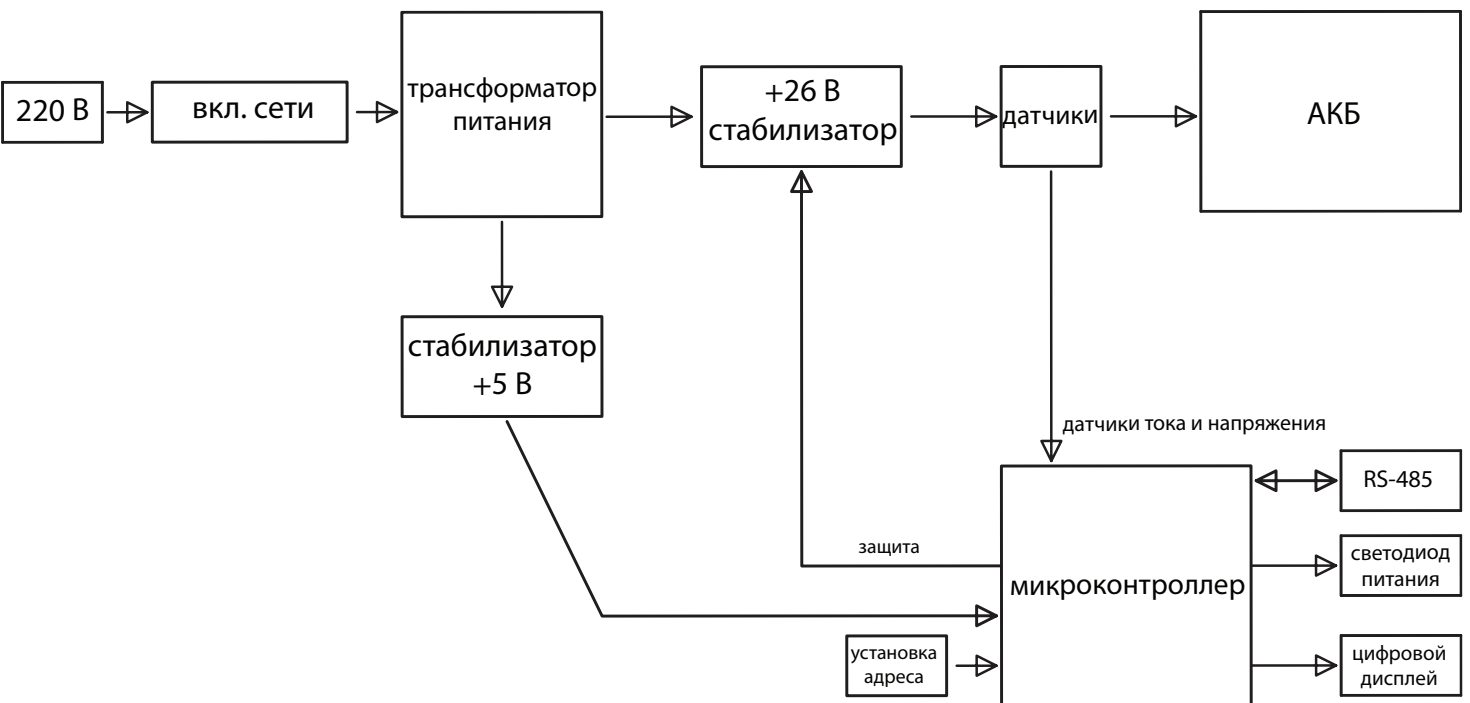 220 В
вкл. сети
трансформатор
питания
+26 В
стабилизатор
датчики
АКБ
стабилизатор
+5 В
датчики тока и напряжения
RS-485
защита
микроконтроллер
светодиод
питания
установка
адреса
цифровой
дисплей